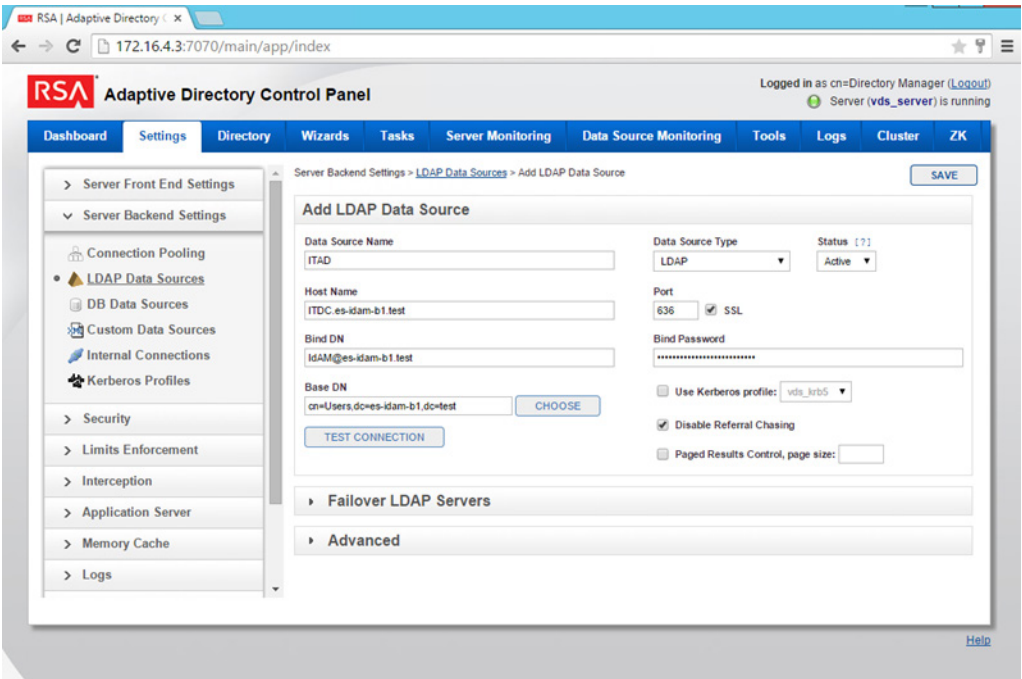 RSA | Adaptive Directory C
172.16.4.3:7070/main/app/index
RSA Adaptive Directory Control Panel
Logged in as cn=Directory Manager (Logout)
Server (vds_server) is running
Dashboard Settings Directory Wizards Tasks Server Monitoring Data Source Monitoring Tools Logs Cluster ZK
Server Front End Settings
Server Backend Settings
Connection Pooling
LDAP Data Sources
DB Data Sources
Custom Data Sources
Internal Connections
Kerberos Profiles
Security
Limits Enforcement
Interception
Application Server
Memory Cache
Logs
Server Backend Settings > LDAP Data Sources > Add LDAP Data Source
SAVE
Add LDAP Data Source
Data Source Name
ITAD
Data Source Type
LDAP
Status [?]
Active
Host Name
ITDC.es-idam-b1.test
Port
636 SSL
Bind DN
IdAM@es-idam-b1.test
Bind Password
Base DN
cn=Users,dc=es-idam-b1,dc=test
CHOOSE
TEST CONNECTION
Use Kerberos profile: vds_krb5
Disable Referral Chasing
Paged Results Control, page size:
Failover LDAP Servers
Advanced
Help